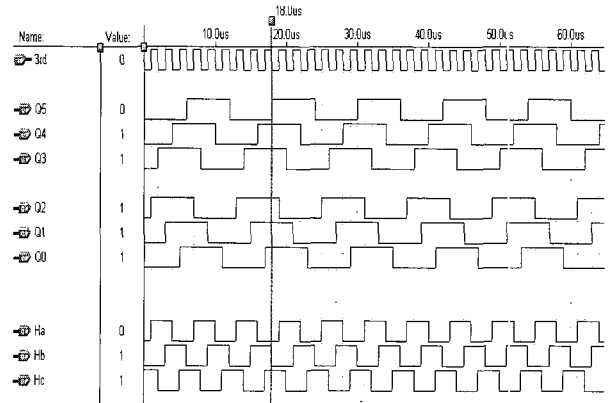 18.0us
Name: Value: 10.0us 20.0us 30.0us 40.0us 50.0us 60.0us
3rd 0
Q5 0
Q4 1
Q3 1
Q2 1
Q1 1
Q0 1
Ha 0
Hb 1
Hc 1